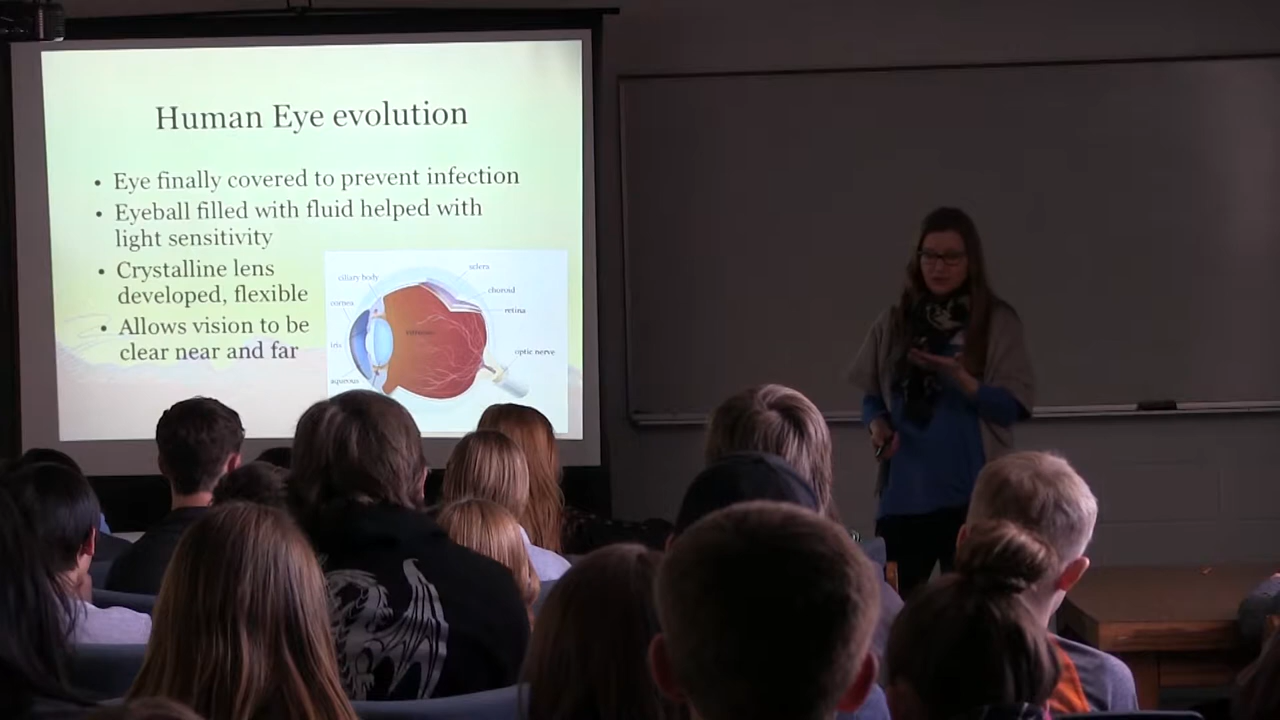 Human Eye evolution
• Eye finally covered to prevent infection
• Eyeball filled with fluid helped with
light sensitivity
• Crystalline lens
developed, flexible
• Allows vision to be
clear near and far
ciliary body
sclera
choroid
cornea
retina
iris
optic nerve
aqueous